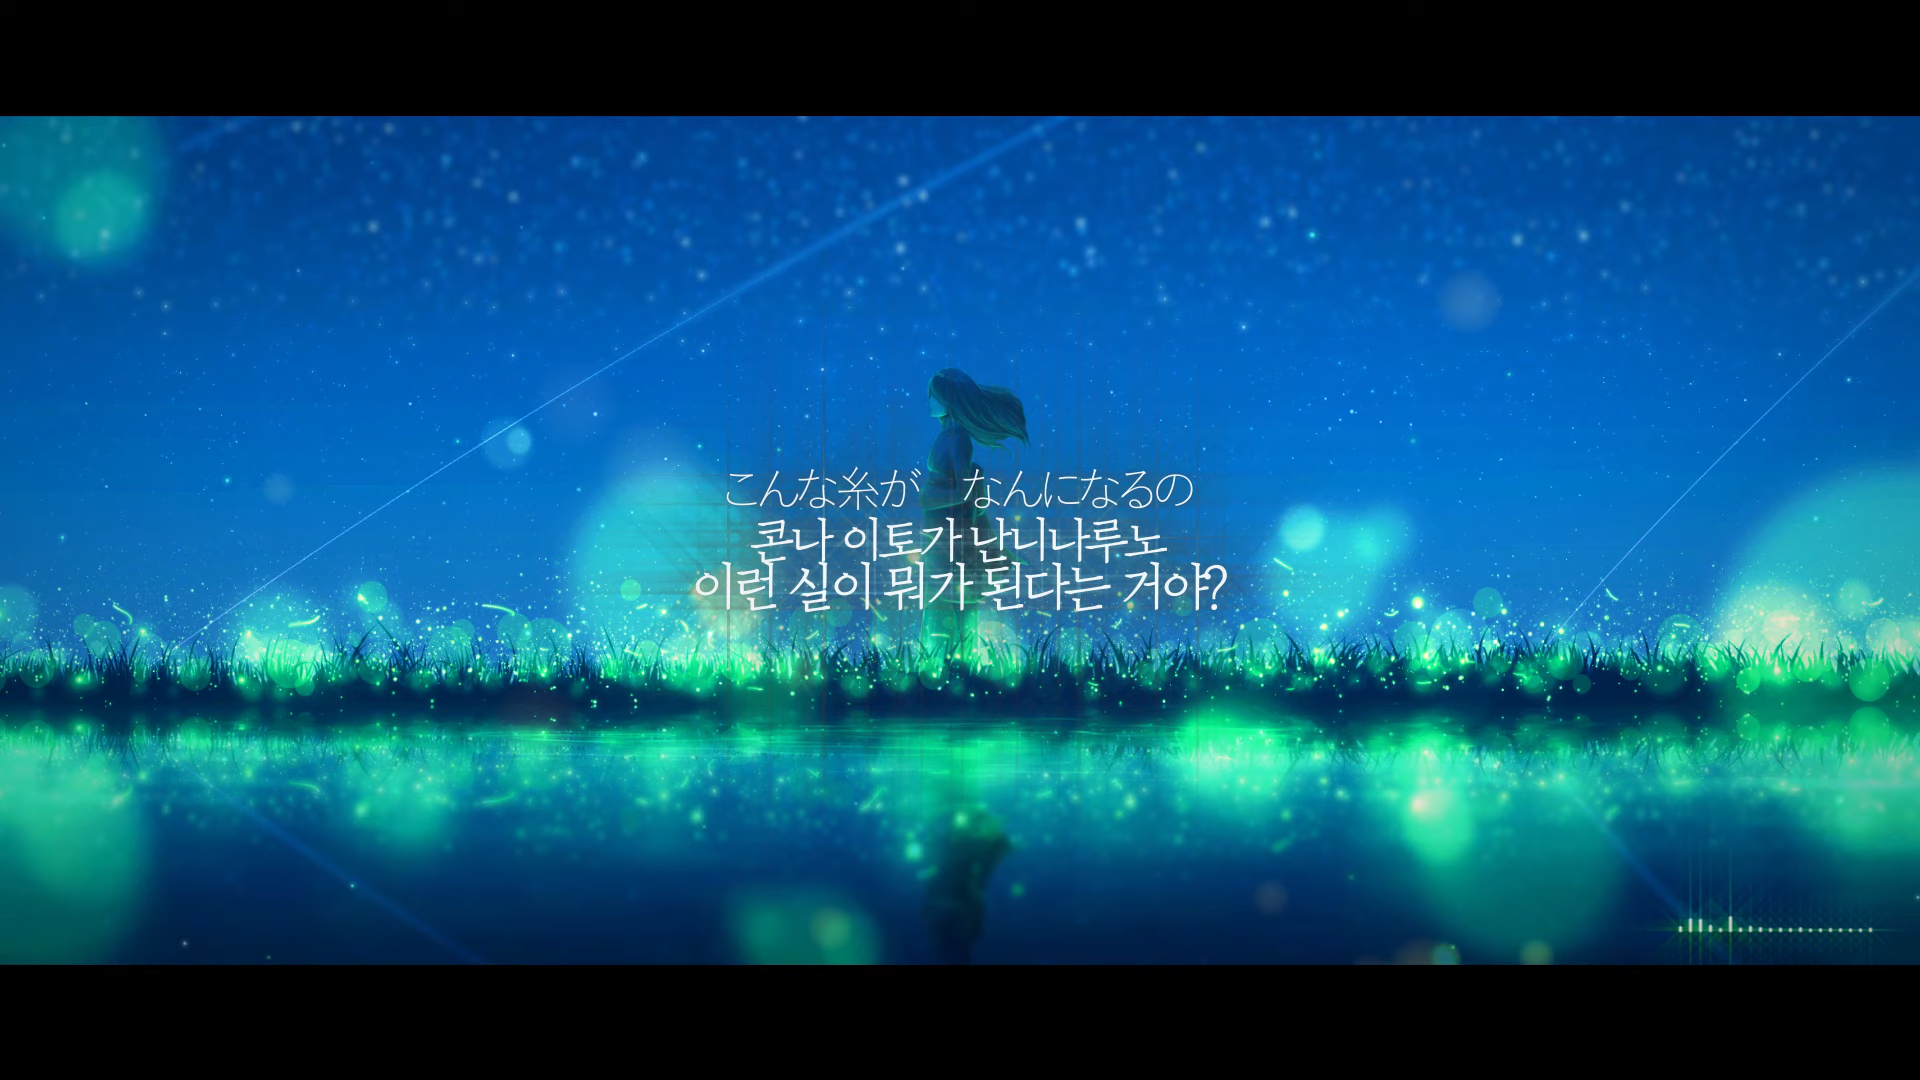 こんな糸が　なんになるの
콘나 이토가 난니나루노
이런 실이 뭐가 된다는 거야?